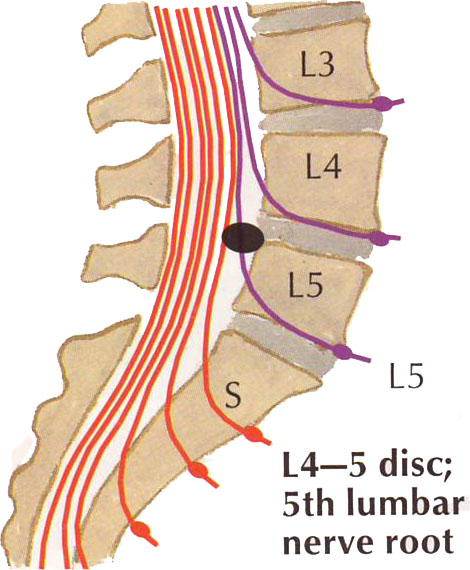 L3
L4
L5
L5
S
L4—5 disc;
5th lumbar
nerve root